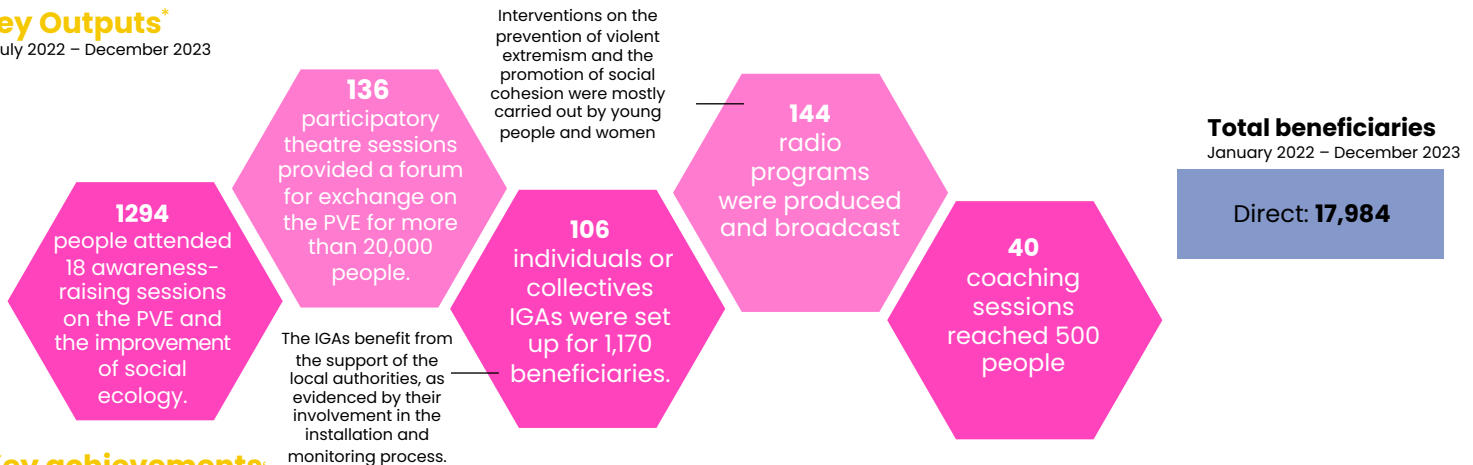 ey Outputs*
uly 2022 – December 2023
1294
people attended
18 awareness-
raising sessions
on the PVE and
the improvement
of social
ecology.
136
participatory
theatre sessions
provided a forum
for exchange on
the PVE for more
than 20,000
people.
The IGAs benefit from
the support of the
local authorities, as
evidenced by their
involvement in the
installation and
monitoring process.
Interventions on the
prevention of violent
extremism and the
promotion of social
cohesion were mostly
carried out by young
people and women
106
individuals or
collectives
IGAs were set
up for 1,170
beneficiaries.
144
radio
programs
were produced
and broadcast
40
coaching
sessions
reached 500
people
Total beneficiaries
January 2022 – December 2023
Direct: 17,984
ey achievements